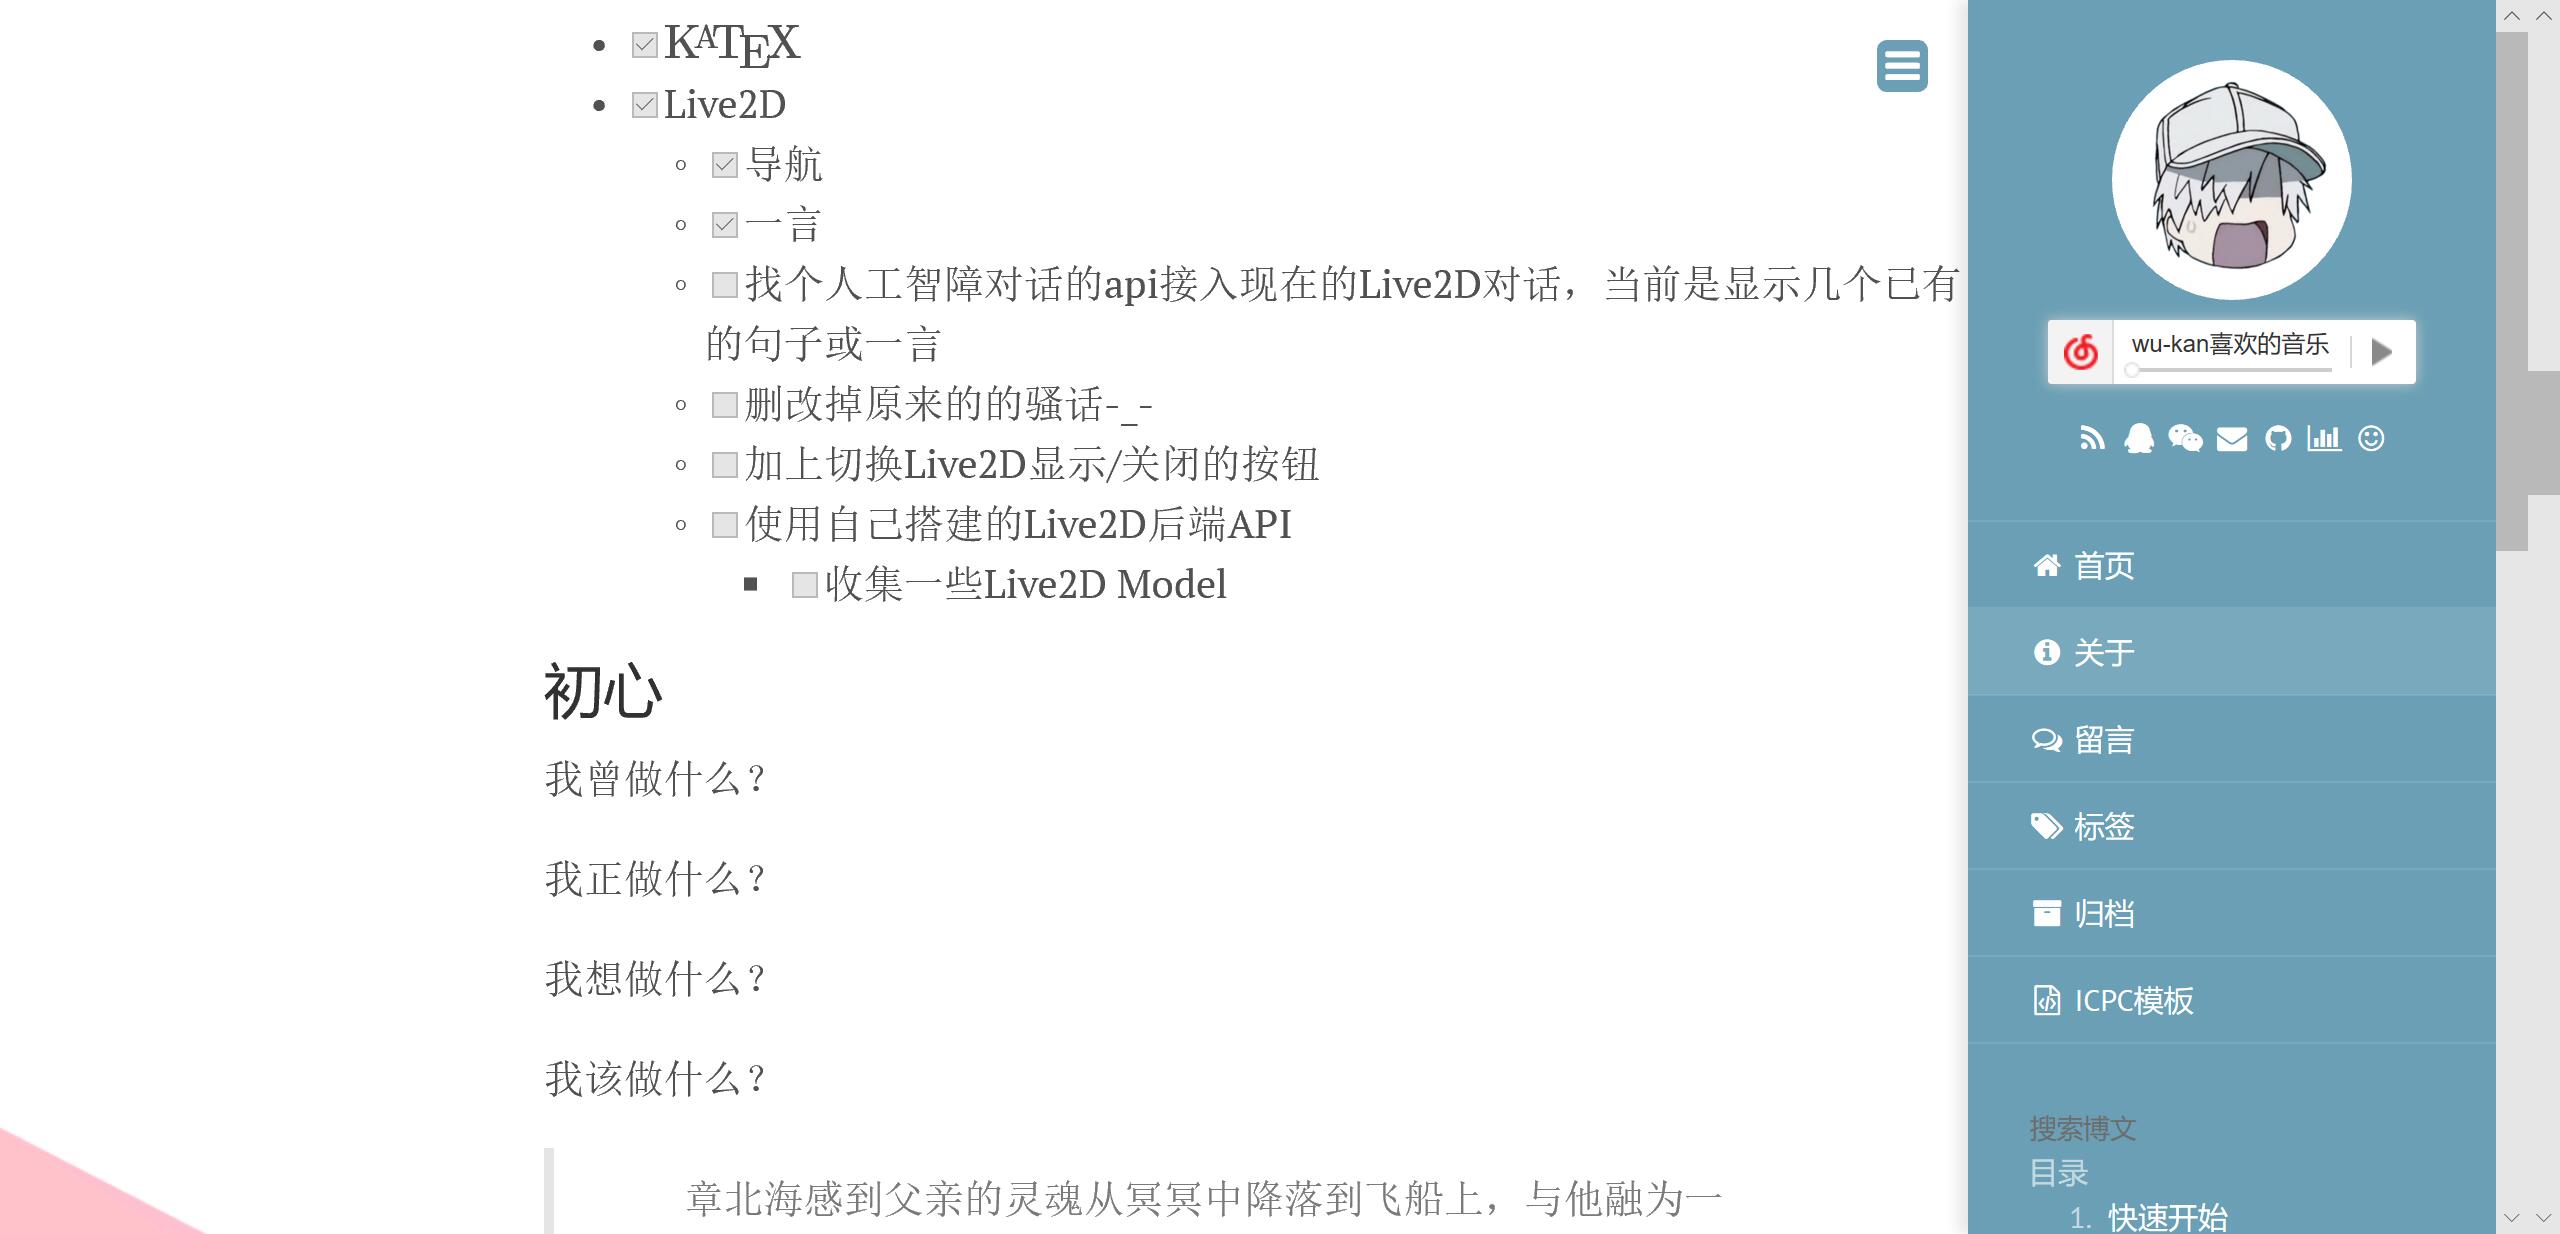 KATEX
Live2D
导航
一言
找个人工智障对话的api接入现在的Live2D对话，当前是显示几个已有
的句子或一言
删改掉原来的的骚话-_-
加上切换Live2D显示/关闭的按钮
使用自己搭建的Live2D后端API
收集一些Live2D Model
初心
我曾做什么？
我正做什么？
我想做什么？
我该做什么？
章北海感到父亲的灵魂从冥冥中降落到飞船上，与他融为一
wu-kan喜欢的音乐
首页
关于
留言
标签
归档
ICPC模板
搜索博文
目录
1. 快速开始